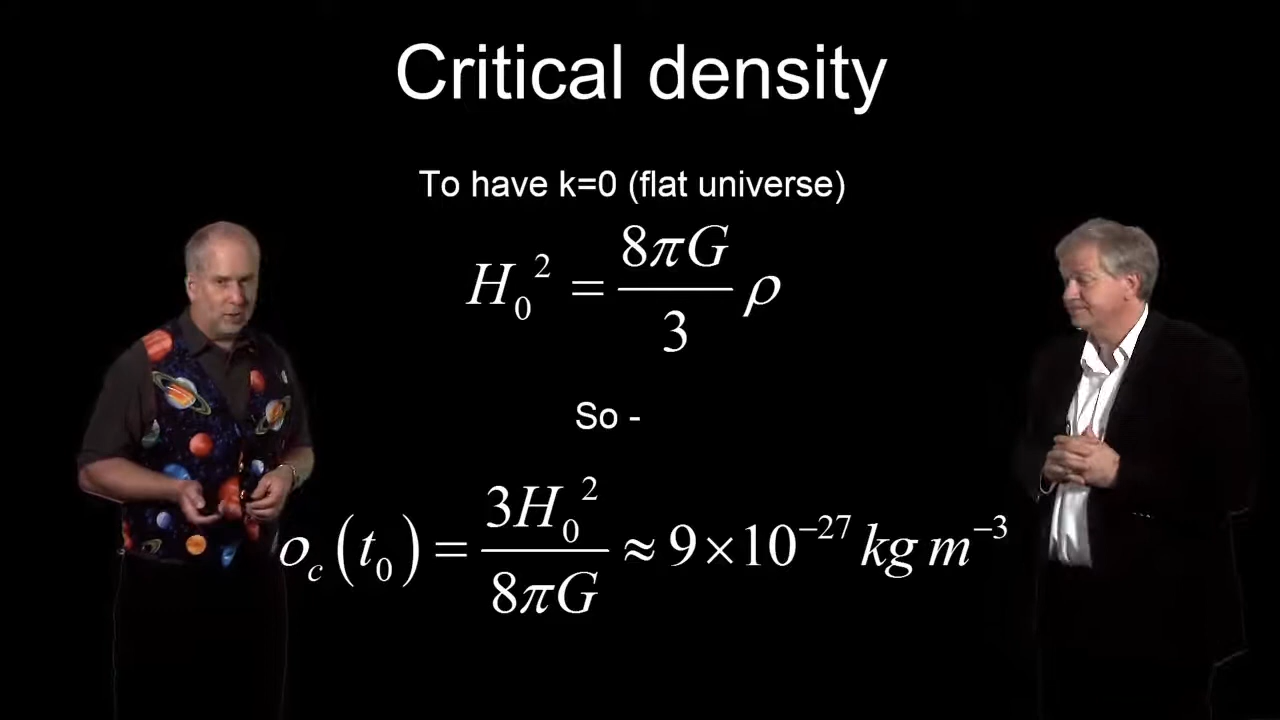 Critical density
To have k=0 (flat universe)
H₀² = 8πG/3 ρ
So -
ρc(t₀) = 3H₀²/8πG ≈ 9×10⁻²⁷ kg m⁻³